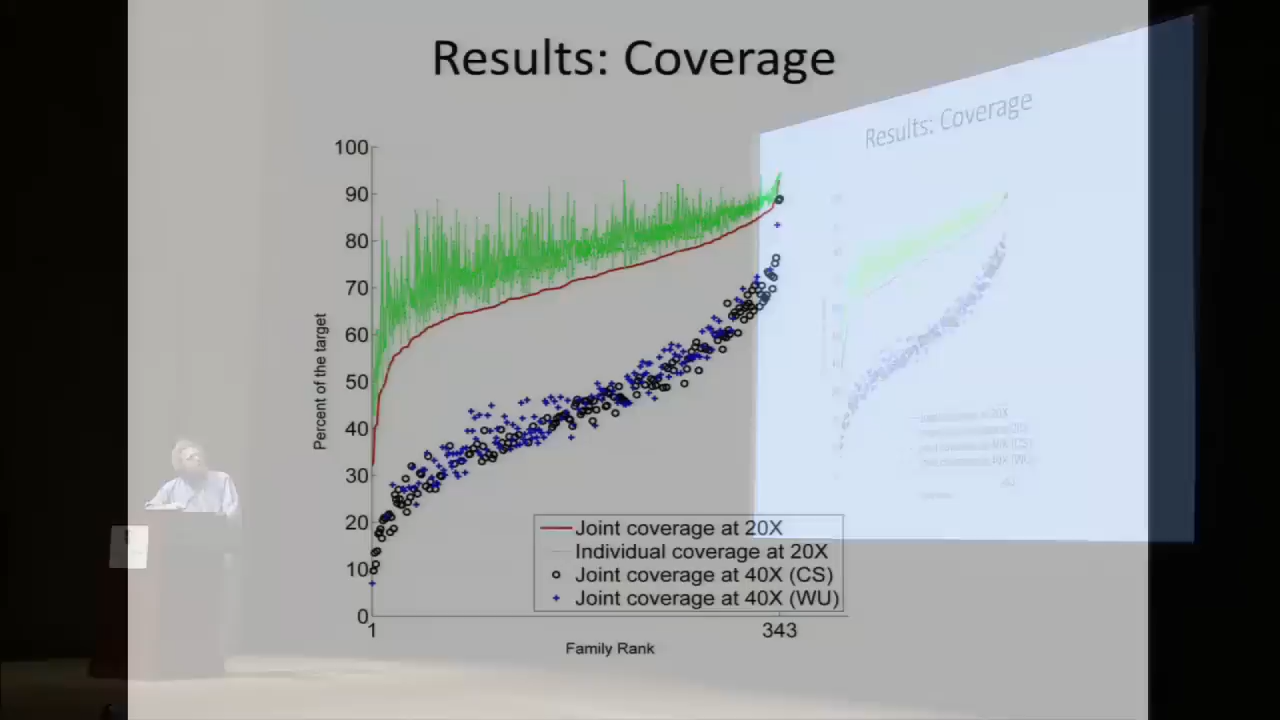 Results: Coverage
Results: Coverage
100
90
80
70
60
50
40
30
20
10
0
Percent of the target
Joint coverage at 20X
Individual coverage at 20X
Joint coverage at 40X (CS)
Joint coverage at 40X (WU)
1
343
Family Rank